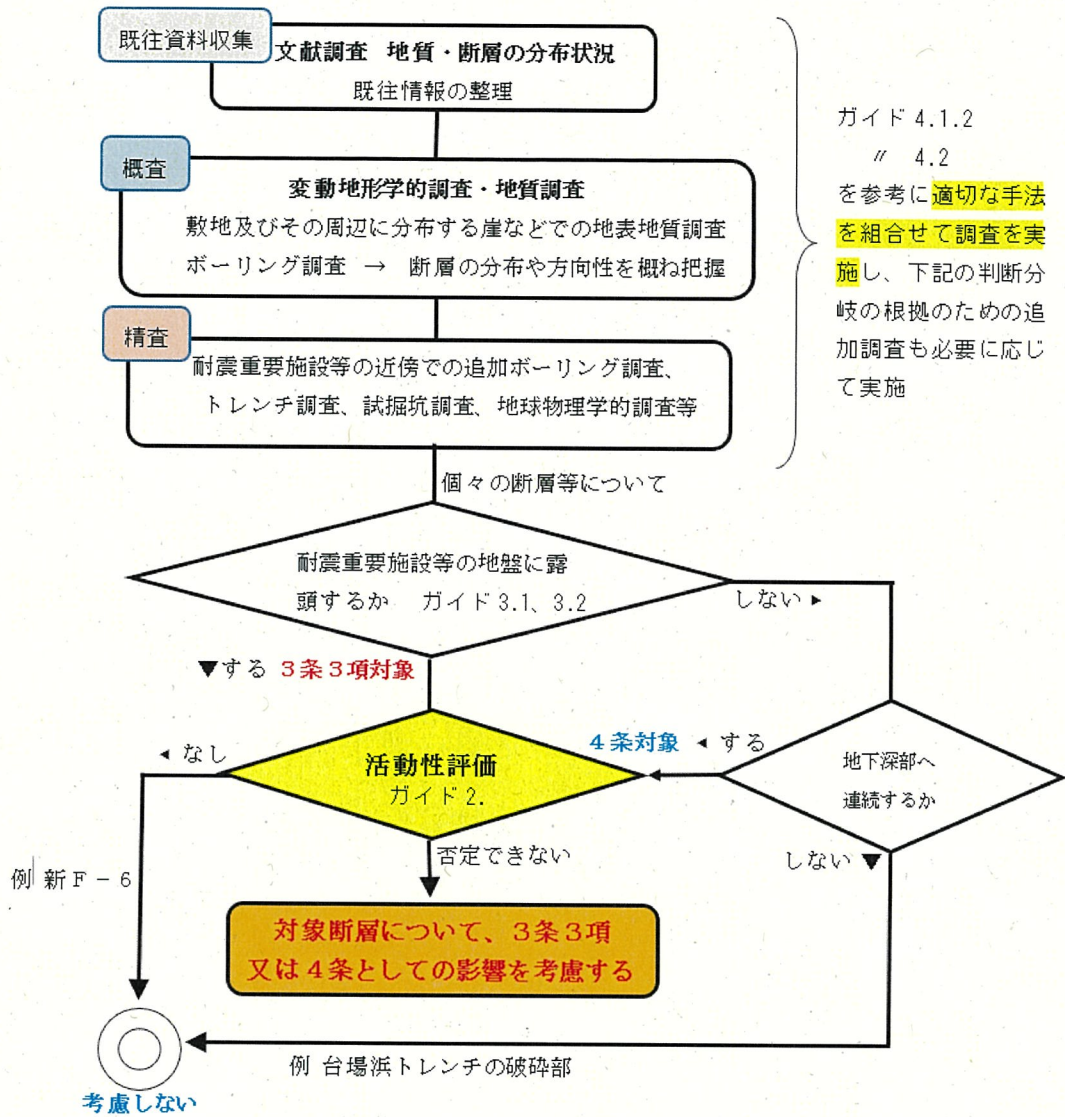 既往資料収集
文献調査 地質・断層の分布状況
既往情報の整理
概査
変動地形学的調査・地質調査
敷地及びその周辺に分布する崖などでの地表地質調査
ボーリング調査 → 断層の分布や方向性を概ね把握
精査
耐震重要施設等の近傍での追加ボーリング調査、
トレンチ調査、試掘坑調査、地球物理学的調査等
ガイド 4.1.2
〃 4.2
を参考に適切な手法
を組合せて調査を実
施し、下記の判断分
岐の根拠のための追
加調査も必要に応じ
て実施
個々の断層等について
耐震重要施設等の地盤に露
頭するか ガイド 3.1、3.2
しない ▸
▼する ３条３項対象
◂ なし
活動性評価
ガイド 2.
４条対象 ◂ する
地下深部へ
連続するか
否定できない
しない ▼
例 新Ｆ－６
対象断層について、３条３項
又は４条としての影響を考慮する
例 台場浜トレンチの破砕部
考慮しない